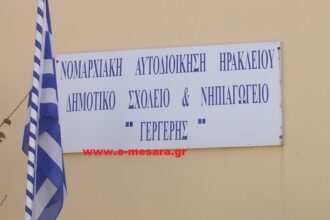 ΝΟΜΑΡΧΙΑΚΗ ΑΥΤΟΔΙΟΙΚΗΣΗ ΗΡΑΚΛΕΙΟΥ
ΔΗΜΟΤΙΚΟ ΣΧΟΛΕΙΟ & ΝΗΠΙΑΓΩΓΕΙΟ
" ΓΕΡΓΕΡΗΣ "
www.e-mesara.gr